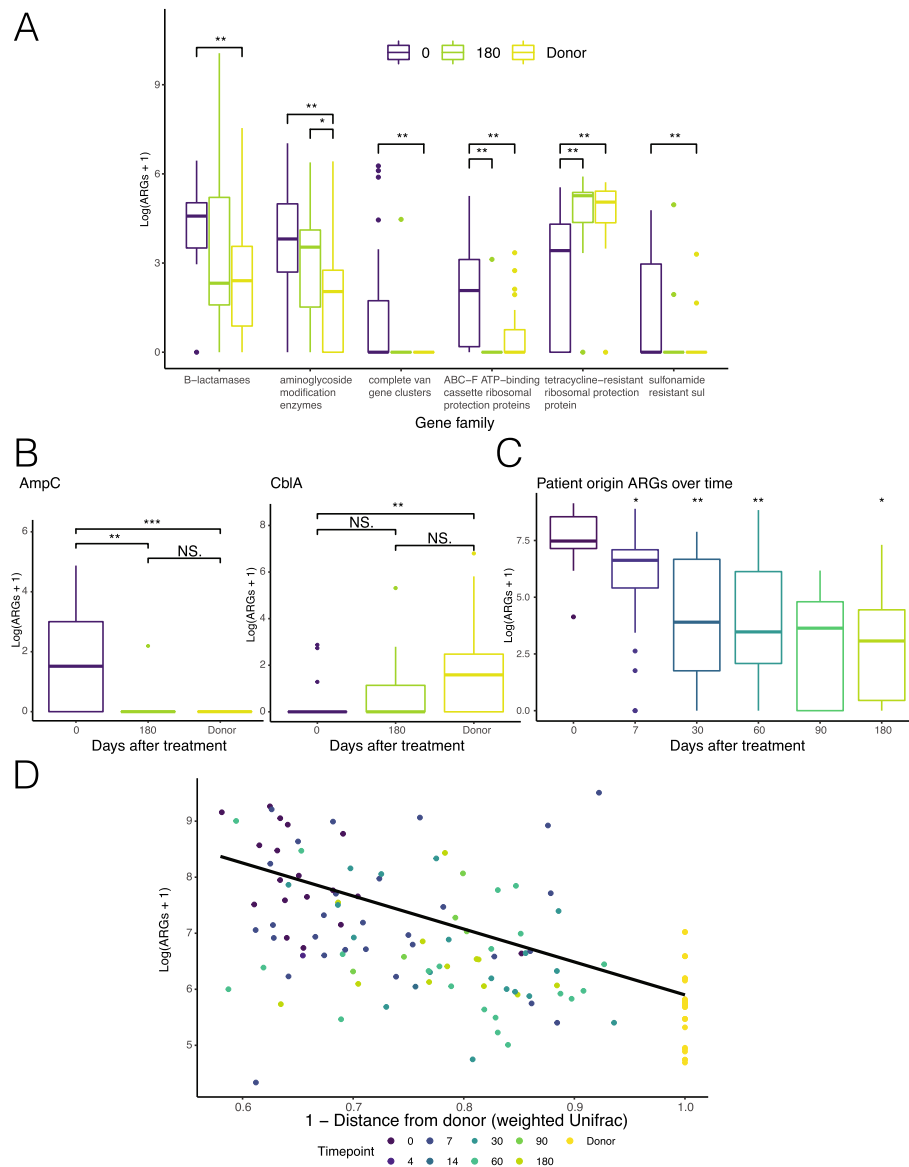 A
0 180 Donor
** ** * ** ** ** ** ** **
Log(ARGs + 1)
9
6
3
0
B−lactamases
aminoglycoside
modification
enzymes
complete van
gene clusters
ABC−F ATP−binding
cassette ribosomal
protection proteins
tetracycline−resistant
ribosomal protection
protein
sulfonamide
resistant sul
Gene family
B
AmpC
***
**
NS.
Log(ARGs + 1)
6
4
2
0
0 180 Donor
Days after treatment
CblA
**
NS.
NS.
Log(ARGs + 1)
8
6
4
2
0
0 180 Donor
Days after treatment
C
Patient origin ARGs over time
* ** ** *
Log(ARGs + 1)
7.5
5.0
2.5
0.0
0 7 30 60 90 180
Days after treatment
D
Log(ARGs + 1)
9
8
7
6
5
0.6 0.7 0.8 0.9 1.0
1 − Distance from donor (weighted Unifrac)
Timepoint
0 7 30 90 Donor
4 14 60 180